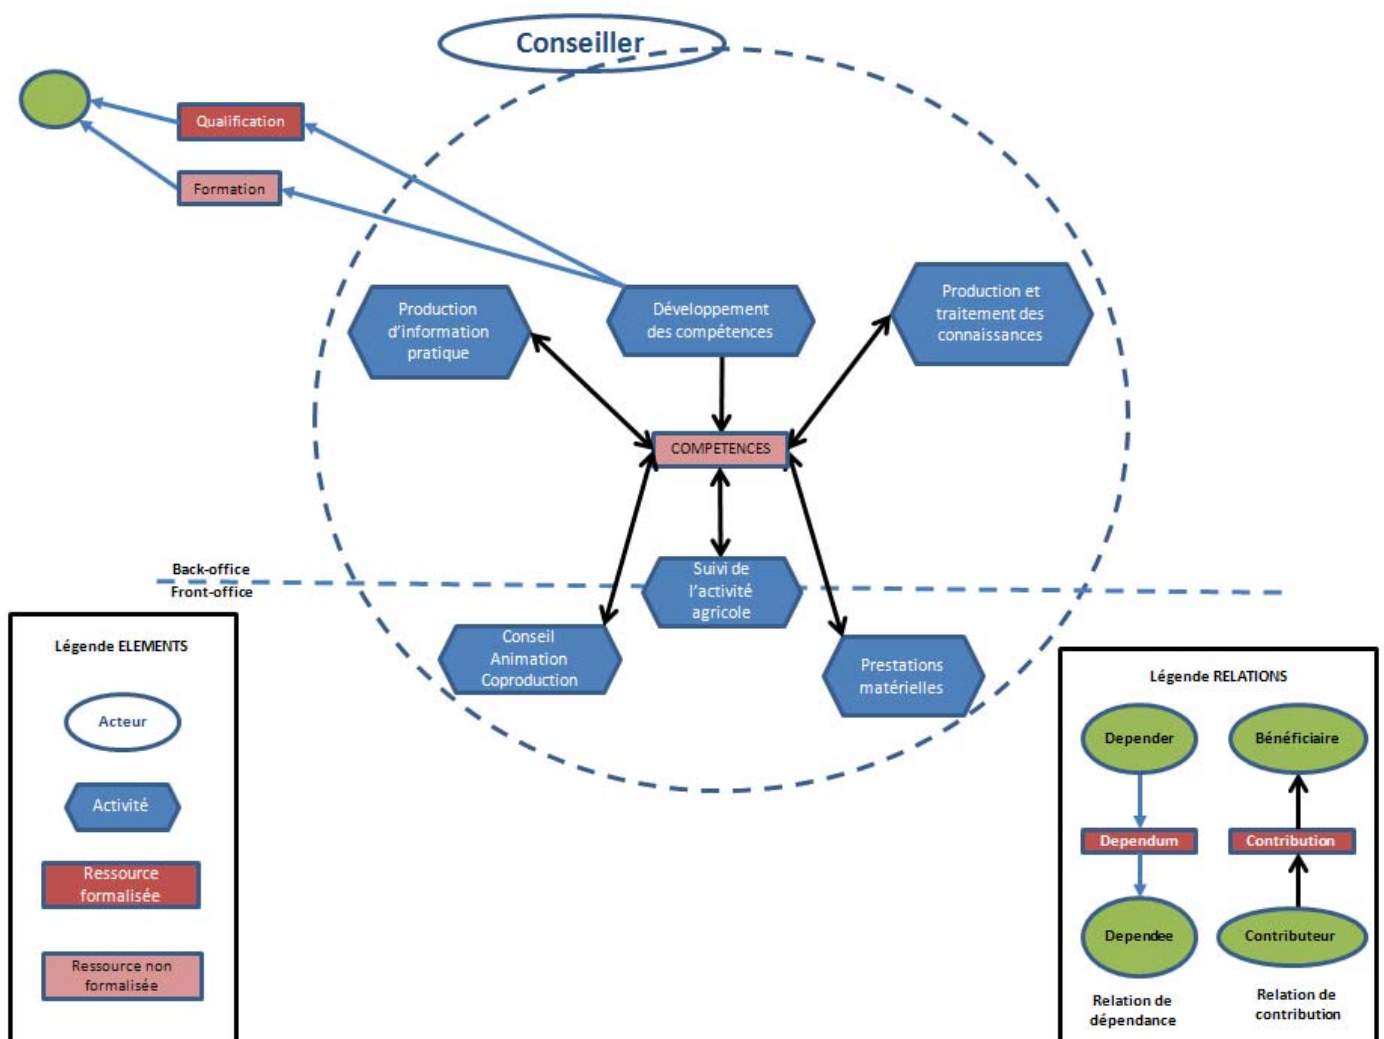 Conseiller
Qualification
Formation
Production
d'information
pratique
Développement
des compétences
Production et
traitement des
connaissances
COMPETENCES
Back-office
Front-office
Suivi de
l'activité
agricole
Conseil
Animation
Coproduction
Prestations
matérielles
Légende ELEMENTS
Acteur
Activité
Ressource
formalisée
Ressource non
formalisée
Légende RELATIONS
Depender
Bénéficiaire
Dependum
Contribution
Dependee
Contributeur
Relation de
dépendance
Relation de
contribution